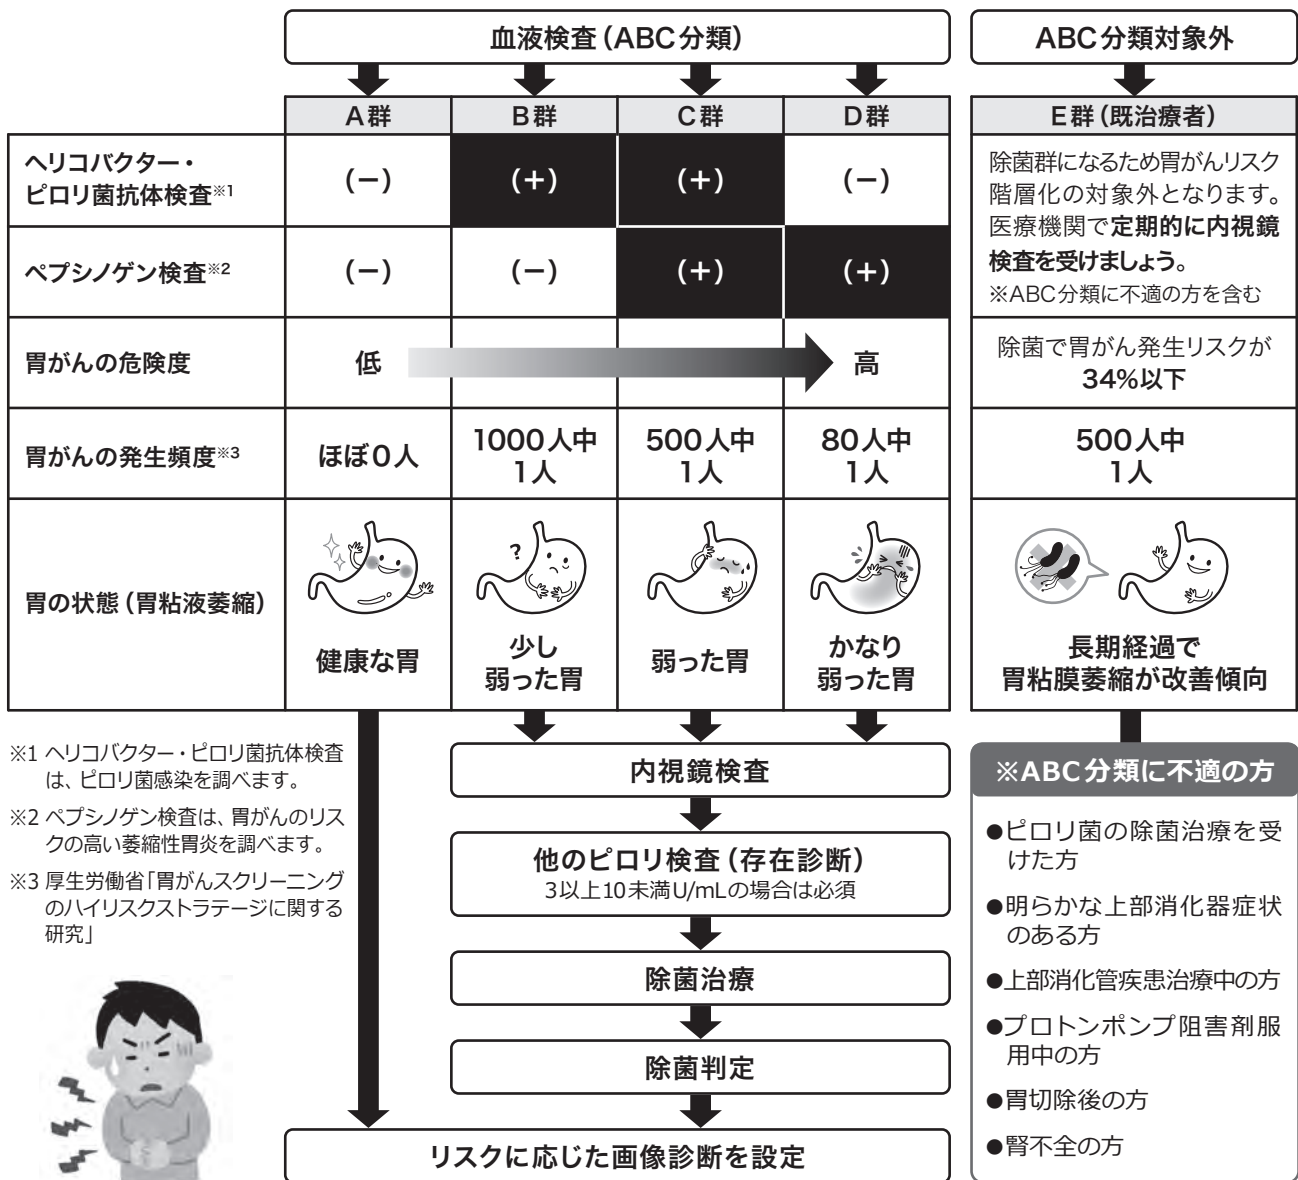 血液検査（ABC分類）
ABC分類対象外
A群
B群
C群
D群
E群（既治療者）
ヘリコバクター・
ピロリ菌抗体検査※1
（－）
（＋）
（＋）
（－）
除菌群になるため胃がんリスク
階層化の対象外となります。
医療機関で定期的に内視鏡
検査を受けましょう。
※ABC分類に不適の方を含む
ペプシノゲン検査※2
（－）
（－）
（＋）
（＋）
胃がんの危険度
低
高
除菌で胃がん発生リスクが
34%以下
胃がんの発生頻度※3
ほぼ0人
1000人中
1人
500人中
1人
80人中
1人
500人中
1人
胃の状態（胃粘液萎縮）
?
健康な胃
少し
弱った胃
弱った胃
かなり
弱った胃
長期経過で
胃粘膜萎縮が改善傾向
※1 ヘリコバクター・ピロリ菌抗体検査
は、ピロリ菌感染を調べます。
※2 ペプシノゲン検査は、胃がんのリス
クの高い萎縮性胃炎を調べます。
※3 厚生労働省「胃がんスクリーニング
のハイリスクストラテージに関する
研究」
内視鏡検査
他のピロリ検査（存在診断）
3以上10未満U/mLの場合は必須
除菌治療
除菌判定
リスクに応じた画像診断を設定
※ABC分類に不適の方
●ピロリ菌の除菌治療を受
けた方
●明らかな上部消化器症状
のある方
●上部消化管疾患治療中の方
●プロトンポンプ阻害剤服
用中の方
●胃切除後の方
●腎不全の方